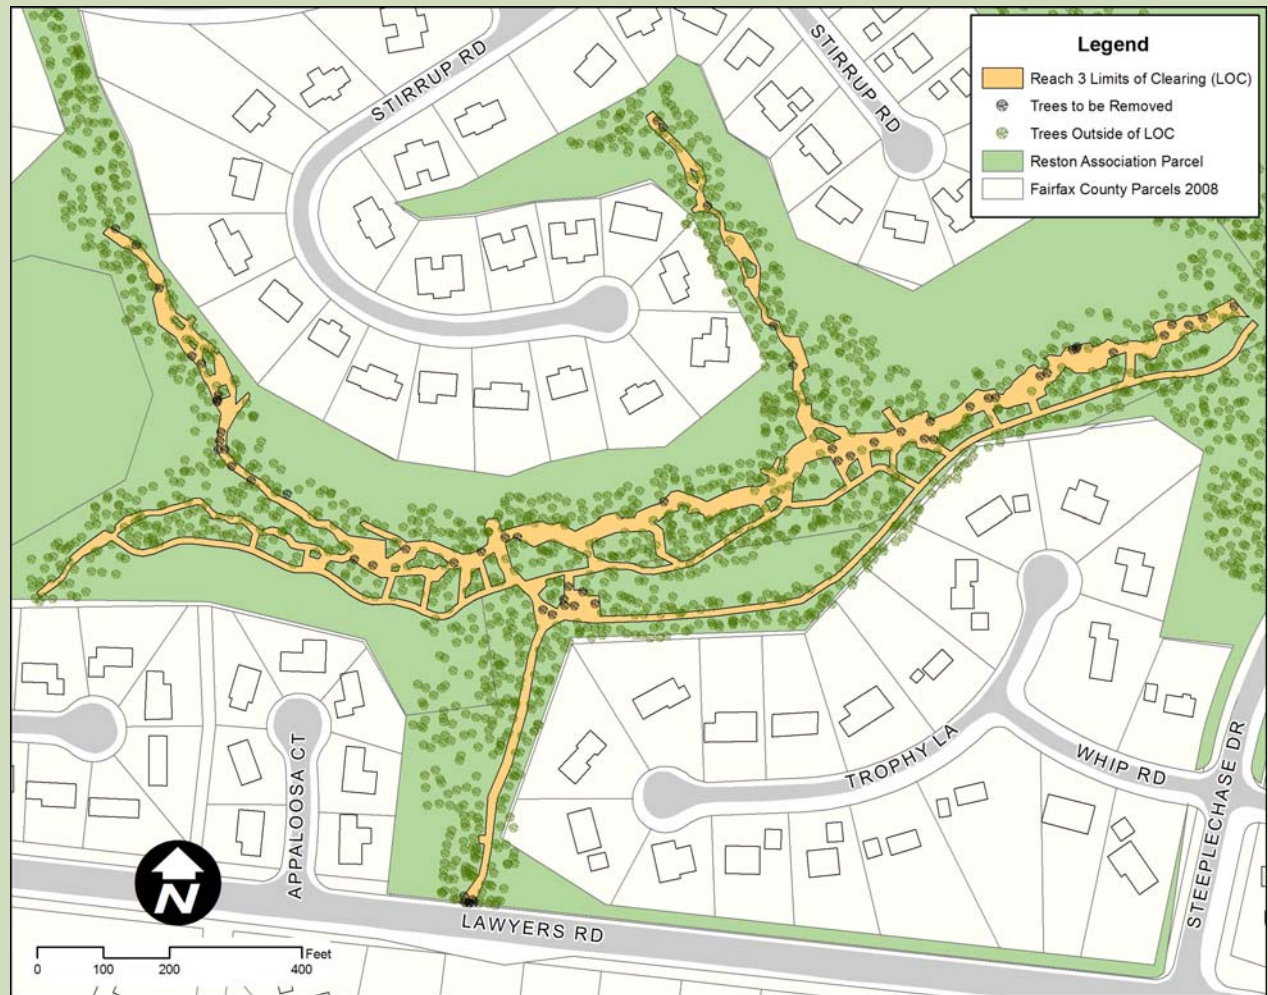 STIRRUP RD
STIRRUP RD
Legend
Reach 3 Limits of Clearing (LOC)
Trees to be Removed
Trees Outside of LOC
Reston Association Parcel
Fairfax County Parcels 2008
TROPHY LA
WHIP RD
STEEPLECHASE DR
APPALOOSA CT
N
LAWYERS RD
Feet
0 100 200 400